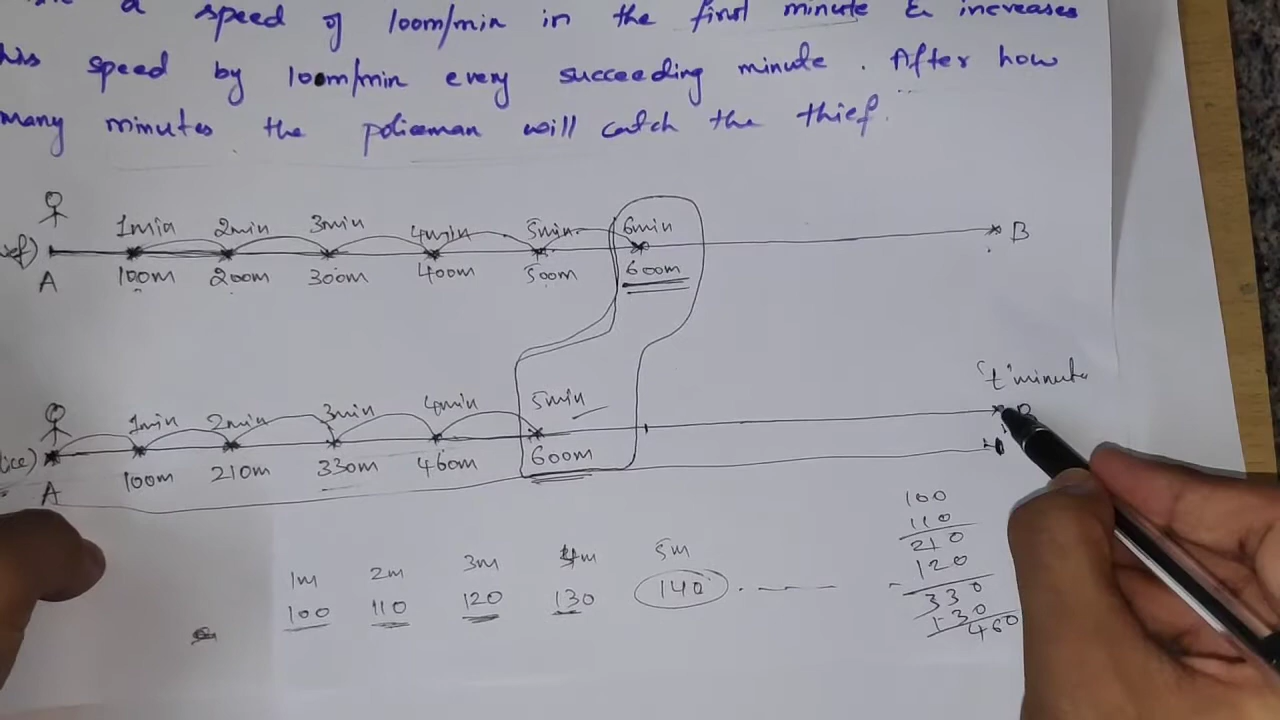 a speed of 100m/min in the first minute & increases
his speed by 100m/min every succeeding minute. After how
many minutes the policeman will catch the thief.
1min 2min 3min 4min 5min 6min
A 100m 200m 300m 400m 500m 600m B
't' minute
1min 2min 3min 4min 5min
A 100m 210m 330m 460m 600m
1m 2m 3m 4m 5m
100 110 120 130 140
100
110
210
120
330
130
460